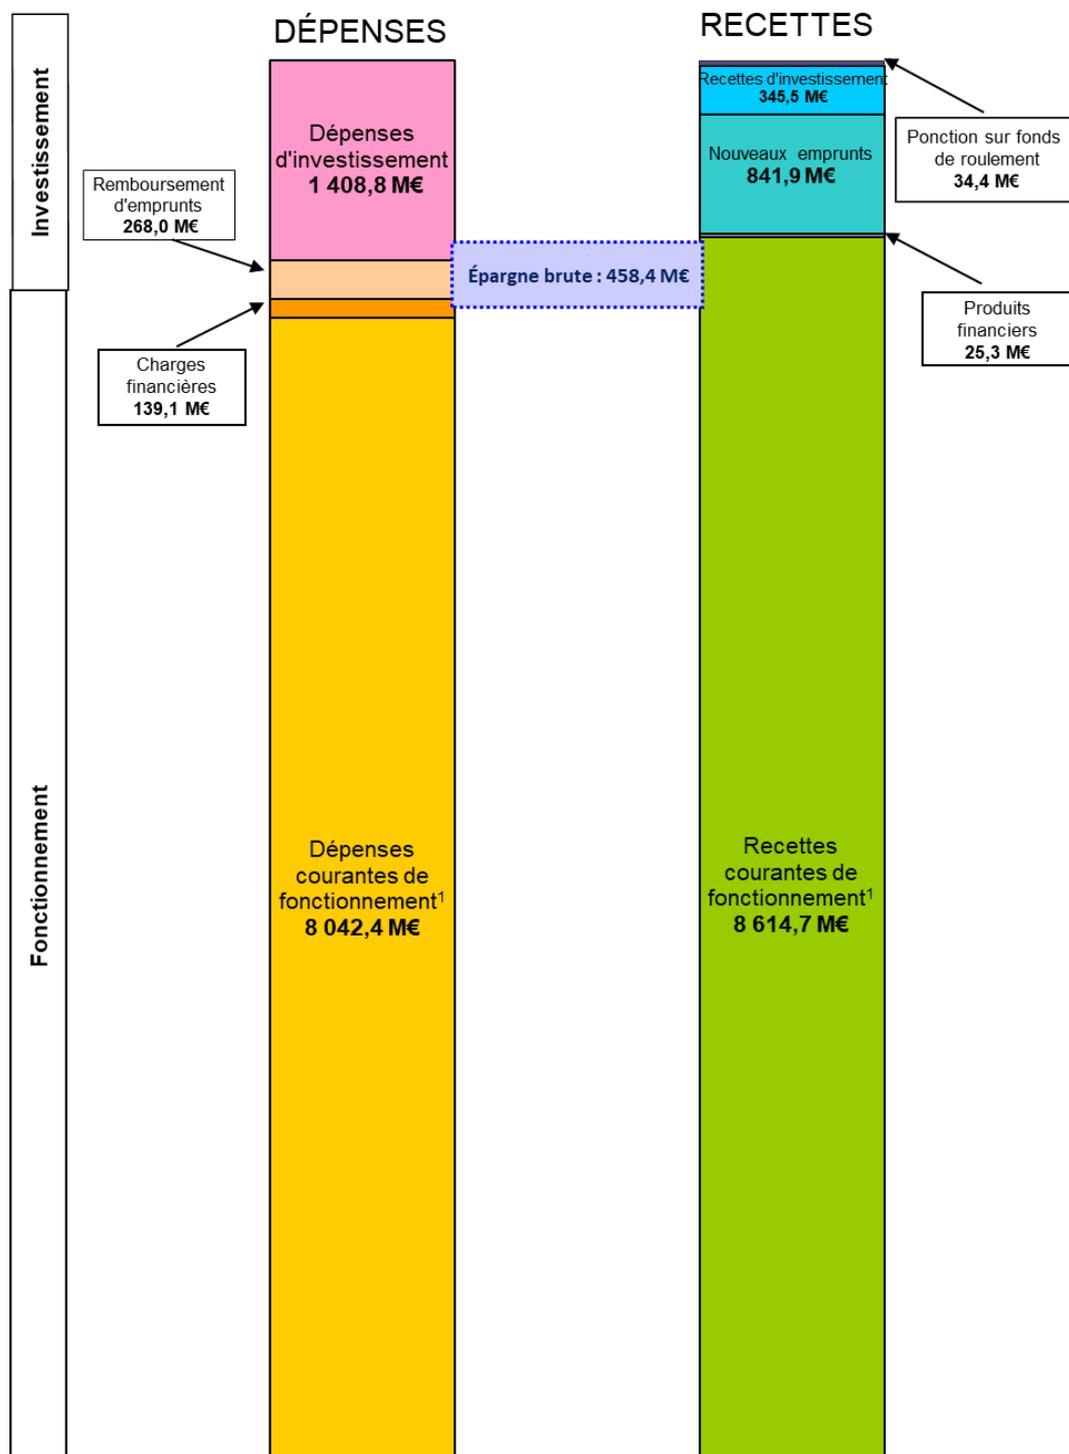 DÉPENSES
RECETTES
Investissement
Recettes d'investissement
345,5 M€
Dépenses
d'investissement
1 408,8 M€
Ponction sur fonds
de roulement
34,4 M€
Nouveaux emprunts
841,9 M€
Remboursement
d'emprunts
268,0 M€
Épargne brute : 458,4 M€
Produits
financiers
25,3 M€
Charges
financières
139,1 M€
Fonctionnement
Dépenses
courantes de
fonctionnement¹
8 042,4 M€
Recettes
courantes de
fonctionnement¹
8 614,7 M€